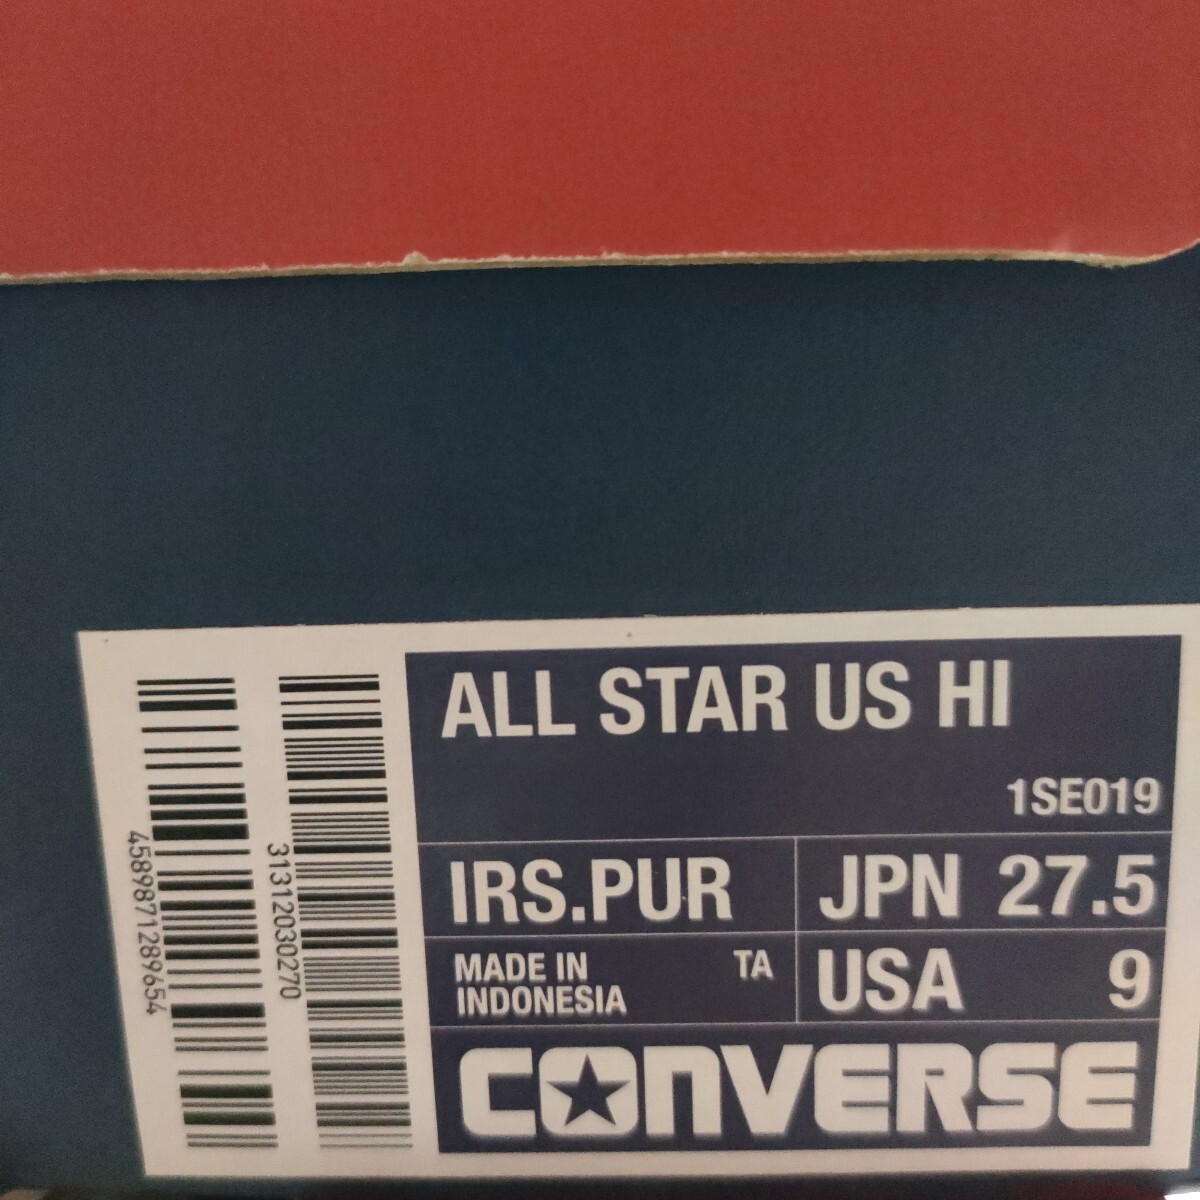 ALL STAR US HI
1SE019
IRS.PUR
JPN 27.5
MADE IN
INDONESIA
TA
USA 9
CONVERSE
4589871289654
31312030270